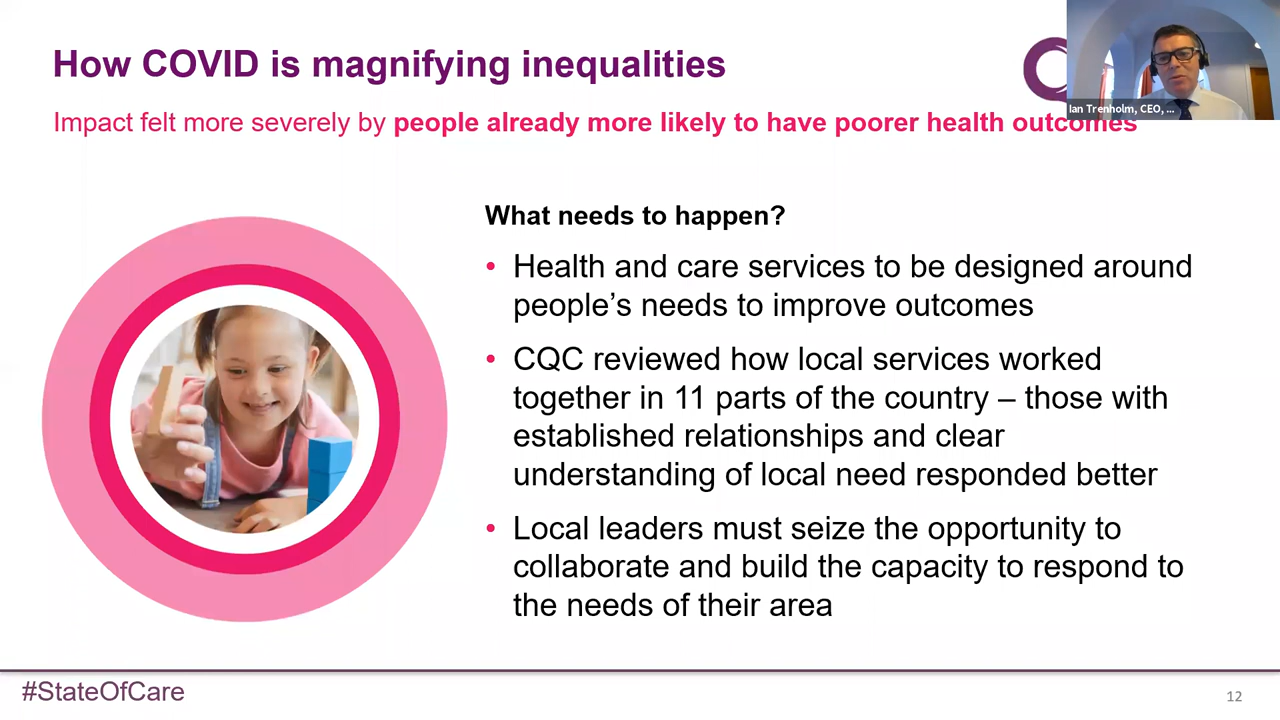 How COVID is magnifying inequalities
Ian Trenholm, CEO, ...
Impact felt more severely by people already more likely to have poorer health outcomes
What needs to happen?
• Health and care services to be designed around
people’s needs to improve outcomes
• CQC reviewed how local services worked
together in 11 parts of the country – those with
established relationships and clear
understanding of local need responded better
• Local leaders must seize the opportunity to
collaborate and build the capacity to respond to
the needs of their area
#StateOfCare
12